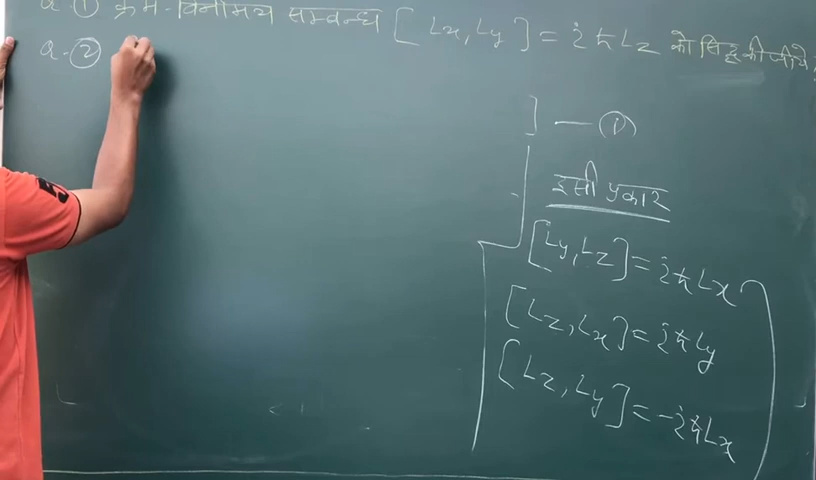 Q. ① क्रम-विनिमय सम्बन्ध [Lx, Ly] = iℏLz को सिद्ध कीजिये
Q. ②
] — ①
इसी प्रकार
[Ly, Lz] = iℏLx
[Lz, Lx] = iℏLy
[Lz, Ly] = -iℏLx